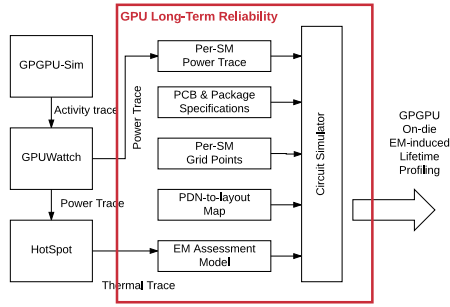 GPU Long-Term Reliability
GPGPU-Sim
Activity trace
GPUWattch
Power Trace
HotSpot
Thermal Trace
Power Trace
Per-SM
Power Trace
PCB & Package
Specifications
Per-SM
Grid Points
PDN-to-layout
Map
EM Assessment
Model
Circuit Simulator
GPGPU
On-die
EM-induced
Lifetime
Profiling